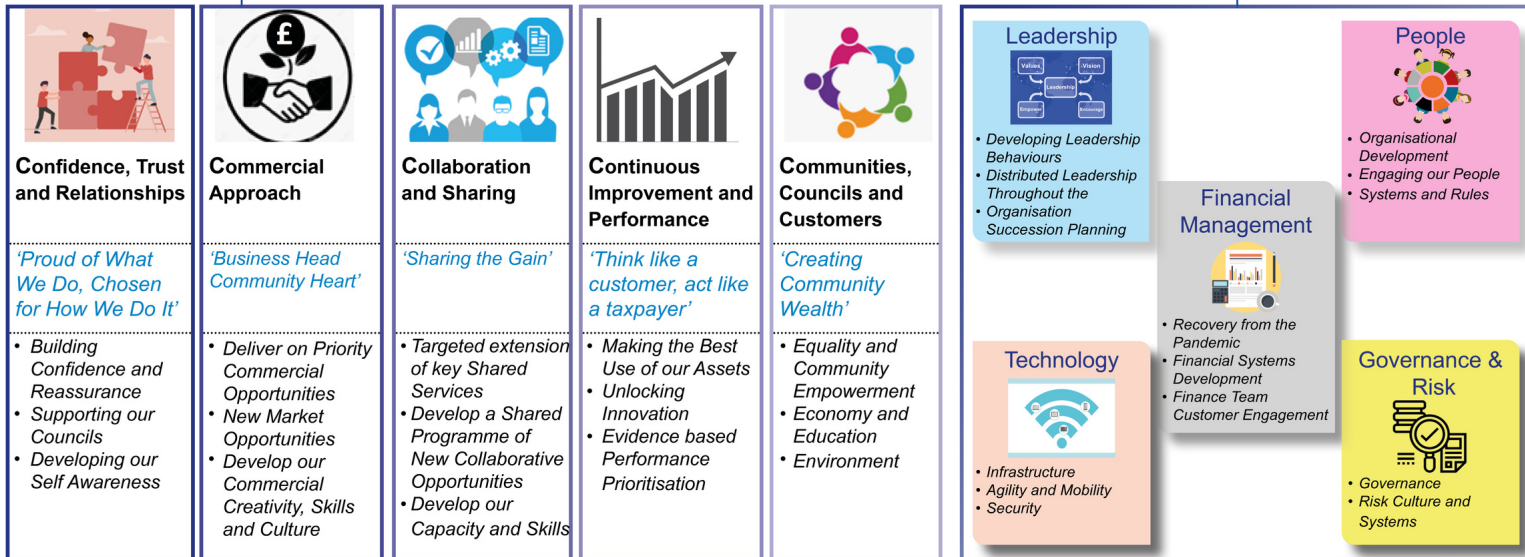 Confidence, Trust
and Relationships
'Proud of What
We Do, Chosen
for How We Do It'
• Building
Confidence and
Reassurance
• Supporting our
Councils
• Developing our
Self Awareness
£
Commercial
Approach
'Business Head
Community Heart'
• Deliver on Priority
Commercial
Opportunities
• New Market
Opportunities
• Develop our
Commercial
Creativity, Skills
and Culture
Collaboration
and Sharing
'Sharing the Gain'
• Targeted extension
of key Shared
Services
• Develop a Shared
Programme of
New Collaborative
Opportunities
• Develop our
Capacity and Skills
Continuous
Improvement and
Performance
'Think like a
customer, act like
a taxpayer'
• Making the Best
Use of our Assets
• Unlocking
Innovation
• Evidence based
Performance
Prioritisation
Communities,
Councils and
Customers
'Creating
Community
Wealth'
• Equality and
Community
Empowerment
• Economy and
Education
• Environment
Leadership
Values
Vision
Leadership
Empower
Encourage
• Developing Leadership
Behaviours
• Distributed Leadership
Throughout the
• Organisation
Succession Planning
People
• Organisational
Development
• Engaging our People
• Systems and Rules
Financial
Management
• Recovery from the
Pandemic
• Financial Systems
Development
• Finance Team
Customer Engagement
Technology
• Infrastructure
• Agility and Mobility
• Security
Governance &
Risk
• Governance
• Risk Culture and
Systems